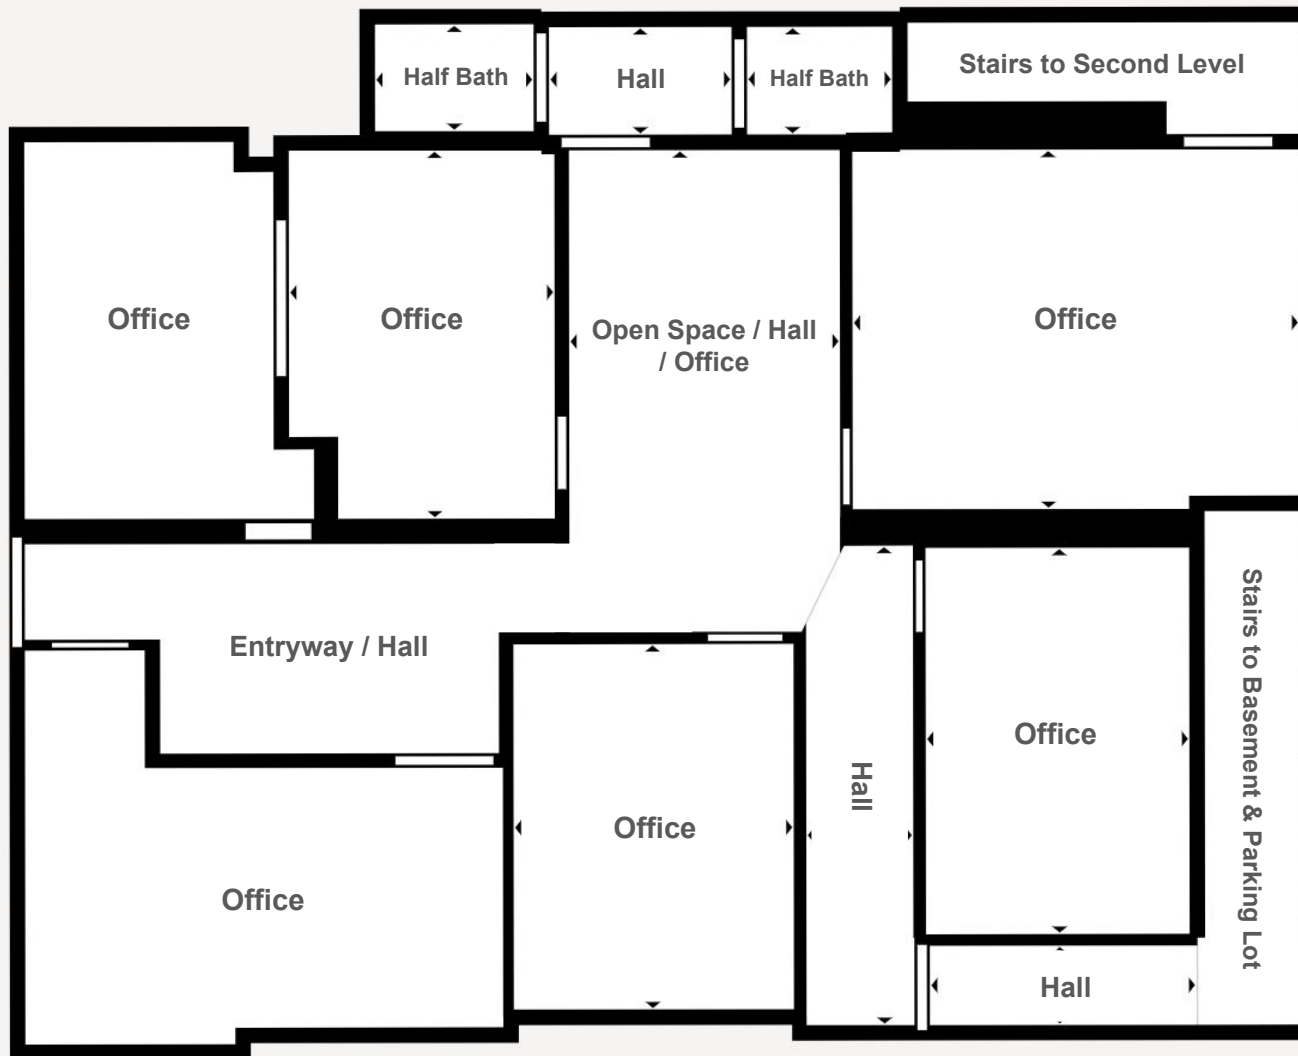 Half Bath
Hall
Half Bath
Stairs to Second Level
Office
Office
Open Space / Hall
/ Office
Office
Entryway / Hall
Stairs to Basement & Parking Lot
Office
Hall
Office
Office
Hall